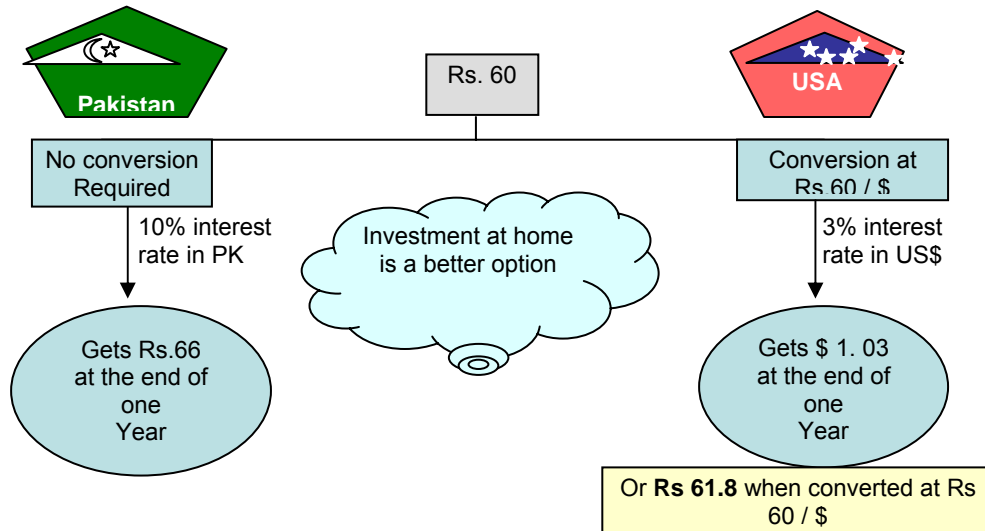 Pakistan
Rs. 60
USA
No conversion
Required
Conversion at
Rs.60 / $
10% interest
rate in PK
Investment at home
is a better option
3% interest
rate in US$
Gets Rs.66
at the end of
one
Year
Gets $ 1. 03
at the end of
one
Year
Or Rs 61.8 when converted at Rs
60 / $